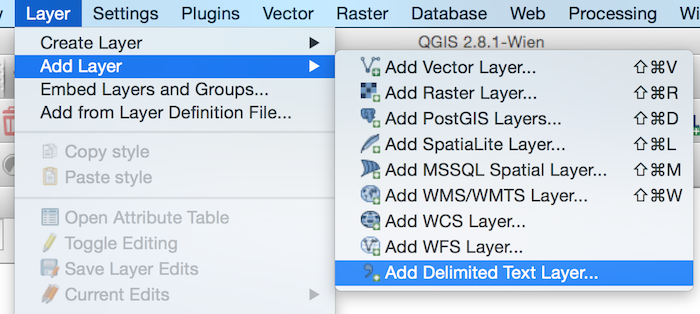 Layer Settings Plugins Vector Raster Database Web Processing Wi
QGIS 2.8.1-Wien
Create Layer
Add Layer
Embed Layers and Groups...
Add from Layer Definition File...
Copy style
Paste style
Open Attribute Table
Toggle Editing
Save Layer Edits
Current Edits
Add Vector Layer... ⇧⌘V
Add Raster Layer... ⇧⌘R
Add PostGIS Layers... ⇧⌘D
Add SpatiaLite Layer... ⇧⌘L
Add MSSQL Spatial Layer... ⇧⌘M
Add WMS/WMTS Layer... ⇧⌘W
Add WCS Layer...
Add WFS Layer...
Add Delimited Text Layer...